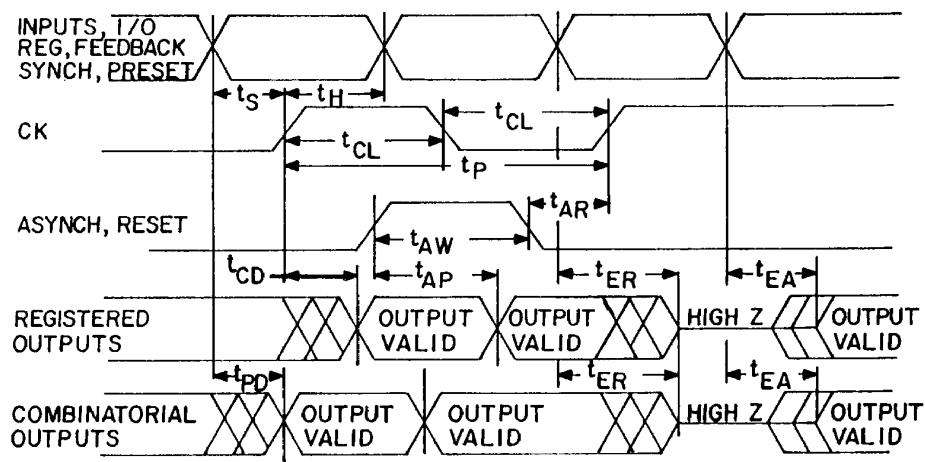 INPUTS, I/O
REG, FEEDBACK
SYNCH, PRESET
tS
tH
CK
tCL
tCL
tP
ASYNCH, RESET
tAR
tAW
tCD
tAP
tER
tEA
REGISTERED
OUTPUTS
OUTPUT
VALID
OUTPUT
VALID
HIGH Z
OUTPUT
VALID
tPD
tER
tEA
COMBINATORIAL
OUTPUTS
OUTPUT
VALID
OUTPUT
VALID
HIGH Z
OUTPUT
VALID